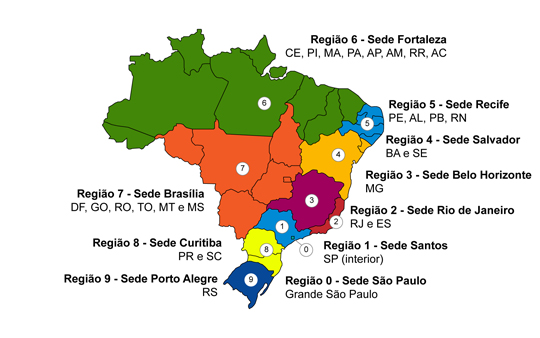 Região 6 - Sede Fortaleza
CE, PI, MA, PA, AP, AM, RR, AC
6
Região 5 - Sede Recife
PE, AL, PB, RN
5
Região 4 - Sede Salvador
BA e SE
4
Região 3 - Sede Belo Horizonte
MG
7
3
Região 7 - Sede Brasília
DF, GO, RO, TO, MT e MS
Região 2 - Sede Rio de Janeiro
RJ e ES
2
1
Região 8 - Sede Curitiba
PR e SC
8
0
Região 1 - Sede Santos
SP (interior)
Região 9 - Sede Porto Alegre
RS
9
Região 0 - Sede São Paulo
Grande São Paulo